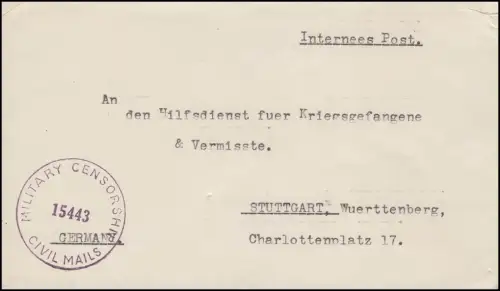 Internees Post.
An
den Hilfsdienst fuer Kriegsgefangene
& Vermisste.
STUTTGART, Wuerttenberg,
Charlottenplatz 17.
GERMANY.
MILITARY CENSORSHIP
15443
CIVIL MAILS